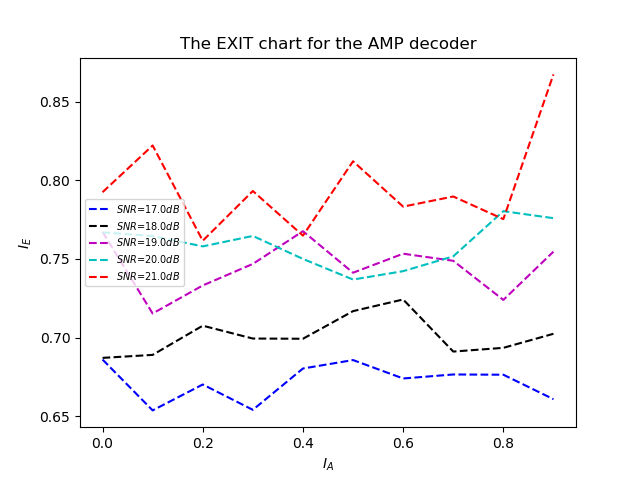 The EXIT chart for the AMP decoder
0.85
0.80
0.75
0.70
0.65
I_E
SNR=17.0dB
SNR=18.0dB
SNR=19.0dB
SNR=20.0dB
SNR=21.0dB
0.0 0.2 0.4 0.6 0.8
I_A